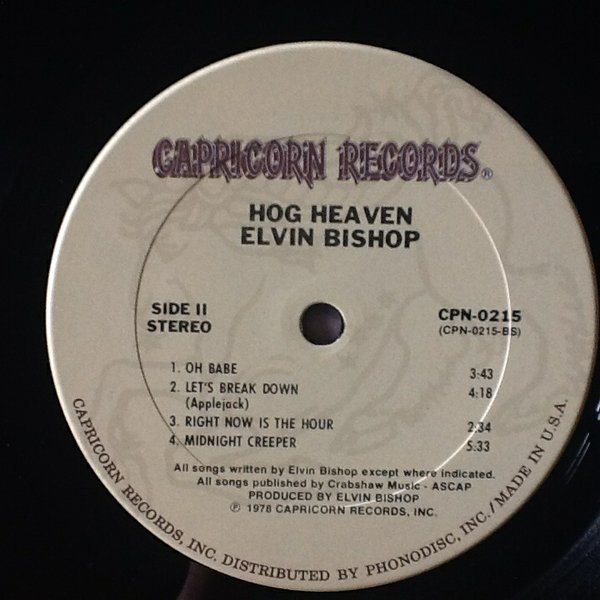 CAPRICORN RECORDS®
HOG HEAVEN
ELVIN BISHOP
SIDE II
STEREO
CPN-0215
(CPN-0215-BS)
1. OH BABE 3:43
2. LET'S BREAK DOWN 4:18
(Applejack)
3. RIGHT NOW IS THE HOUR 2:34
4. MIDNIGHT CREEPER 5:33
All songs written by Elvin Bishop except where indicated.
All songs published by Crabshaw Music - ASCAP
PRODUCED BY ELVIN BISHOP
℗ 1978 CAPRICORN RECORDS, INC.
CAPRICORN RECORDS, INC. DISTRIBUTED BY PHONODISC, INC./MADE IN U.S.A.